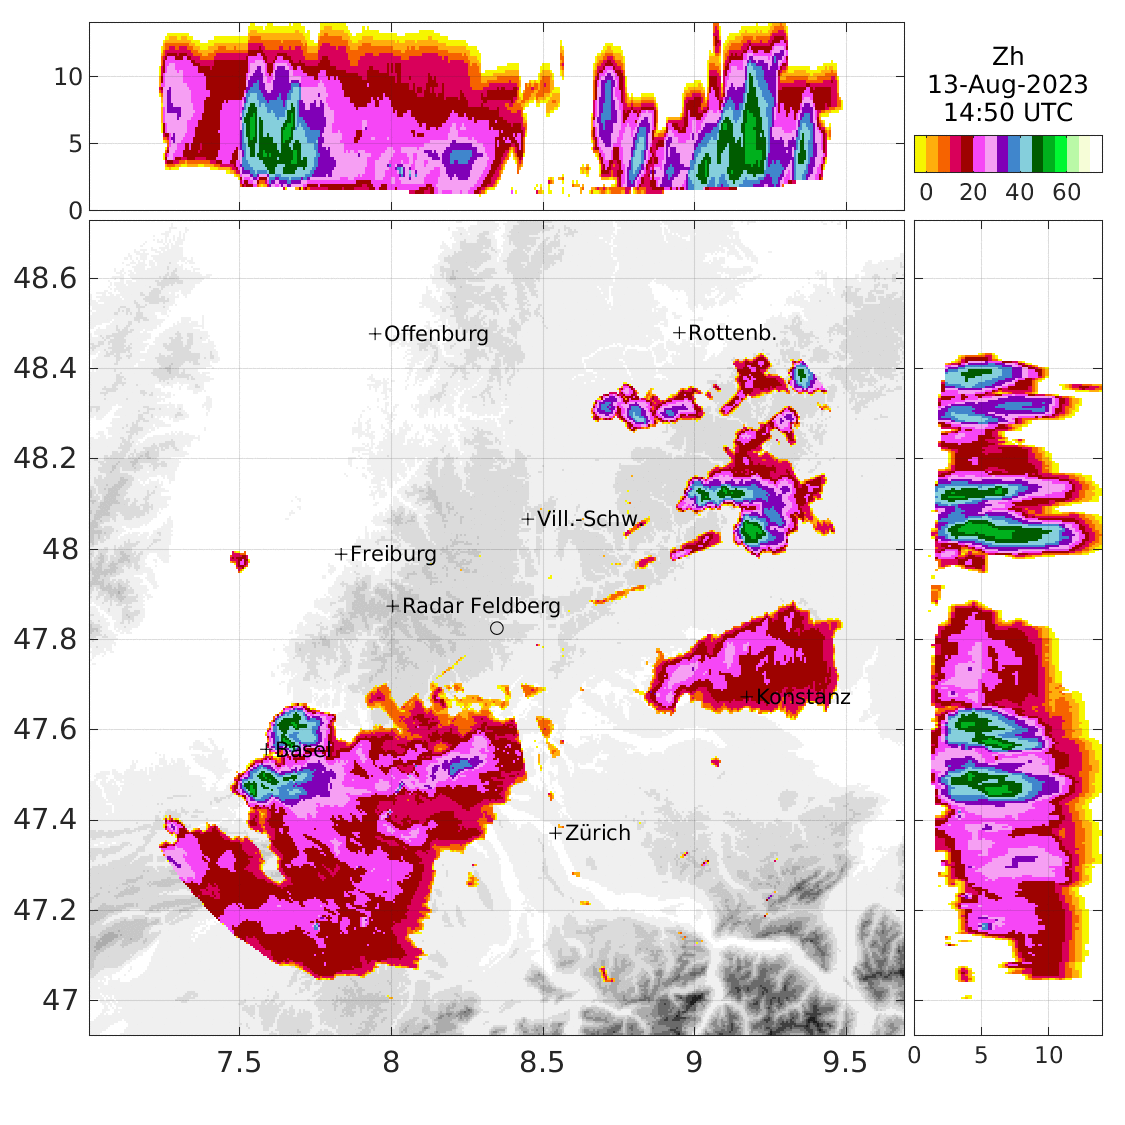 10
5
0
Zh
13-Aug-2023
14:50 UTC
0 20 40 60
48.6
48.4
48.2
48
47.8
47.6
47.4
47.2
47
+Offenburg
+Rottenb.
+Vill.-Schw.
+Freiburg
+Radar Feldberg
+Konstanz
+Basel
+Zürich
7.5 8 8.5 9 9.5
0 5 10